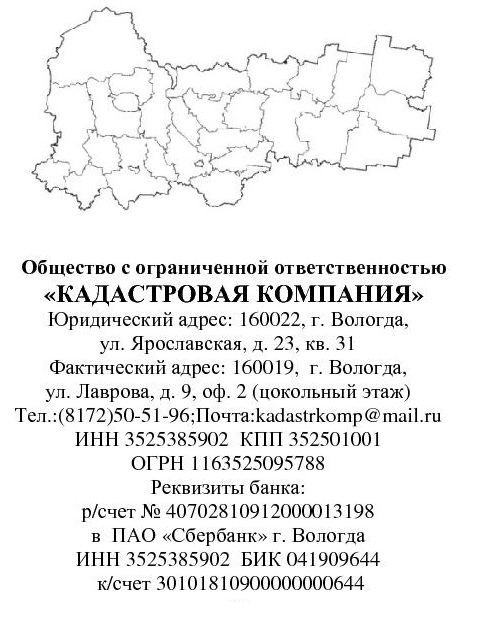 Общество с ограниченной ответственностью
«КАДАСТРОВАЯ КОМПАНИЯ»
Юридический адрес: 160022, г. Вологда,
ул. Ярославская, д. 23, кв. 31
Фактический адрес: 160019, г. Вологда,
ул. Лаврова, д. 9, оф. 2 (цокольный этаж)
Тел.:(8172)50-51-96;Почта:kadastrkomp@mail.ru
ИНН 3525385902 КПП 352501001
ОГРН 1163525095788
Реквизиты банка:
р/счет № 40702810912000013198
в ПАО «Сбербанк» г. Вологда
ИНН 3525385902 БИК 041909644
к/счет 30101810900000000644